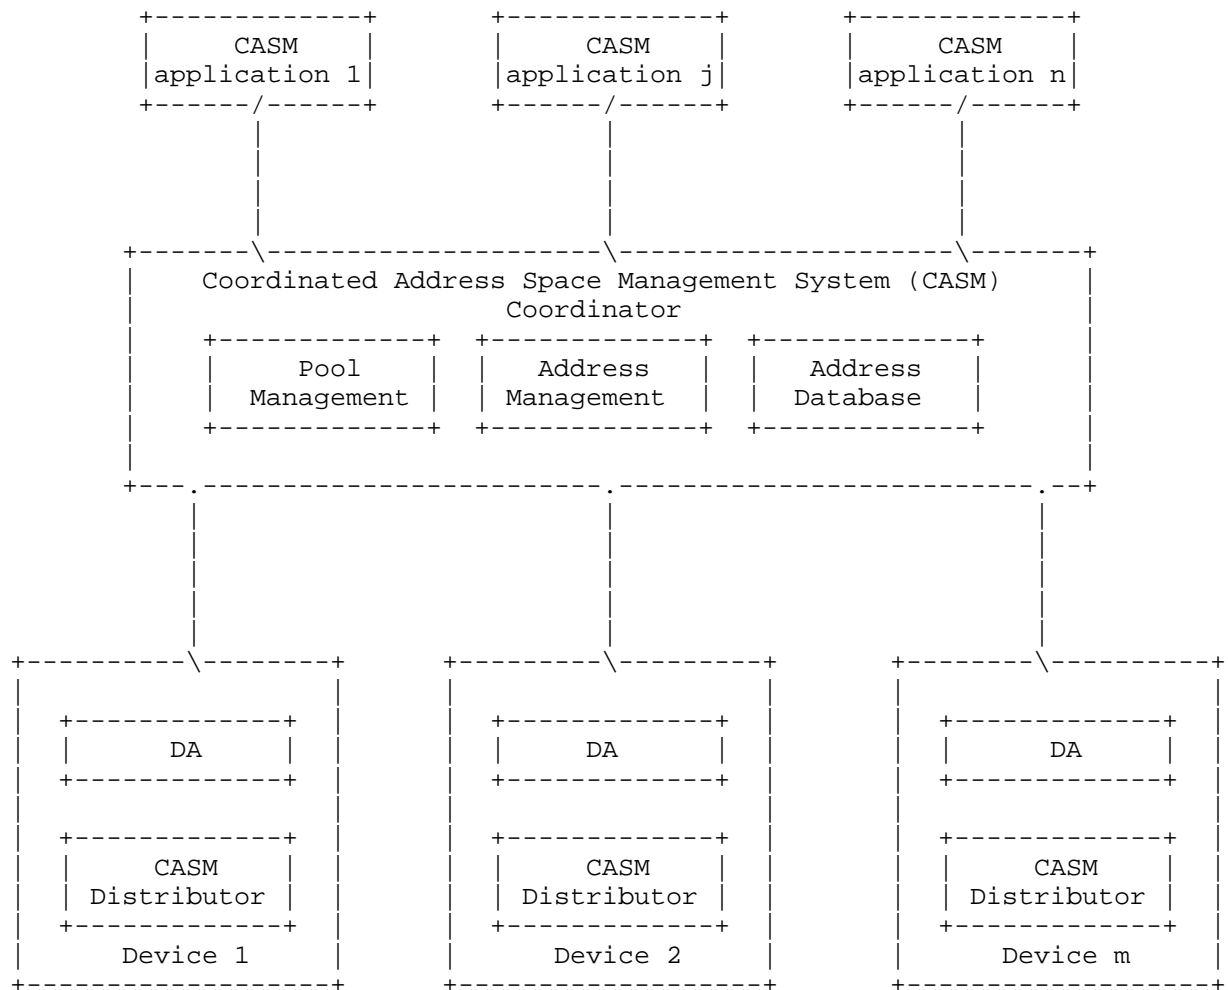 CASM CASM CASM
application 1 application j application n
Coordinated Address Space Management System (CASM)
Coordinator
Pool Address Address
Management Management Database
DA DA DA
CASM CASM CASM
Distributor Distributor Distributor
Device 1 Device 2 Device m